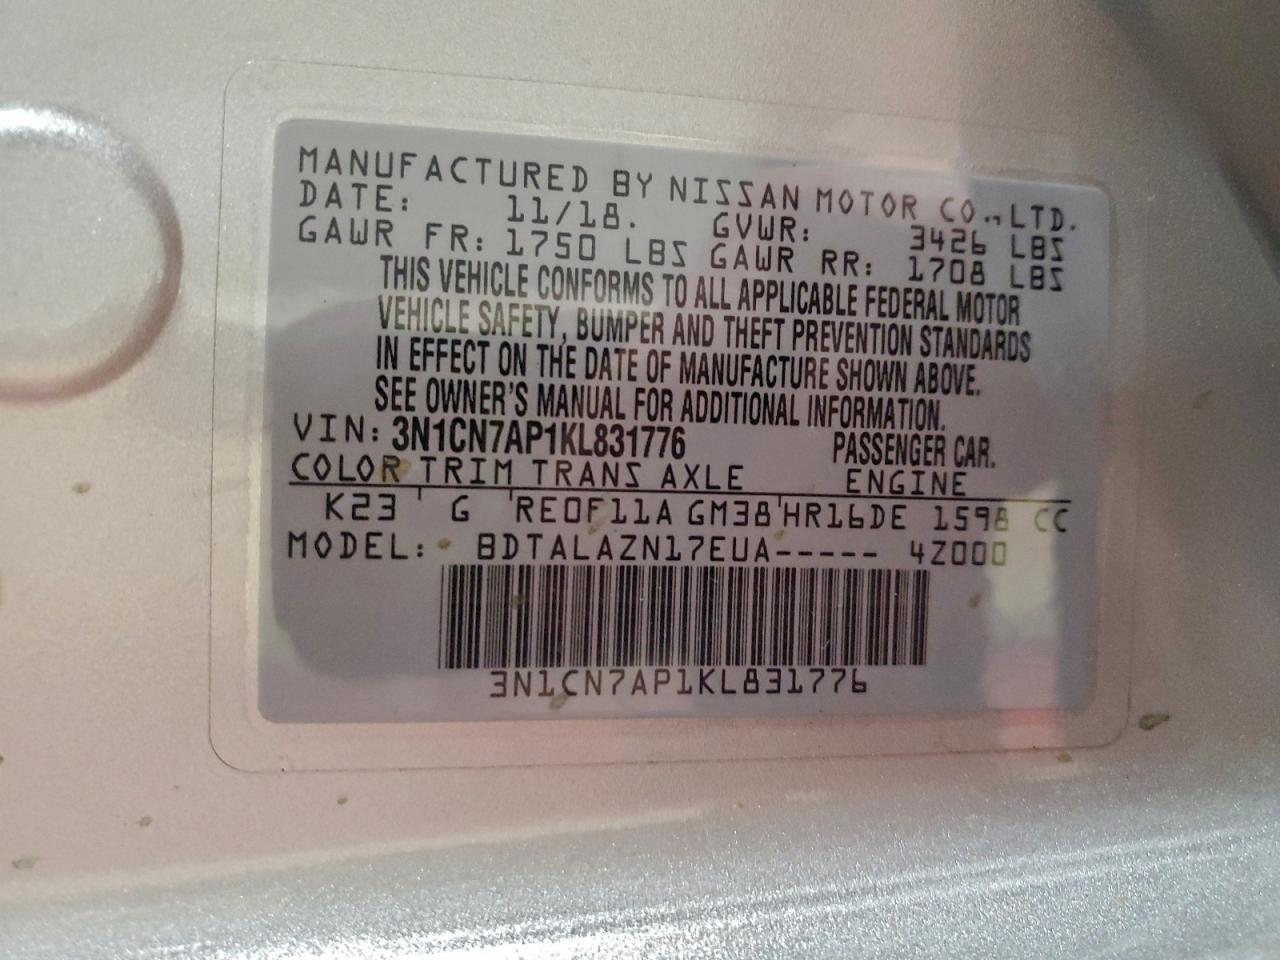 MANUFACTURED BY NISSAN MOTOR CO.,LTD.
DATE: 11/18. GVWR: 3426 LBS
GAWR FR: 1750 LBS GAWR RR: 1708 LBS
THIS VEHICLE CONFORMS TO ALL APPLICABLE FEDERAL MOTOR
VEHICLE SAFETY, BUMPER AND THEFT PREVENTION STANDARDS
IN EFFECT ON THE DATE OF MANUFACTURE SHOWN ABOVE.
SEE OWNER'S MANUAL FOR ADDITIONAL INFORMATION.
VIN: 3N1CN7AP1KL831776 PASSENGER CAR.
COLOR TRIM TRANS AXLE ENGINE
K23 ' G 'RE0F11A GM38'HR16DE 1598 CC
MODEL: BDTALAZN17EUA----- 4Z000
3N1CN7AP1KL831776